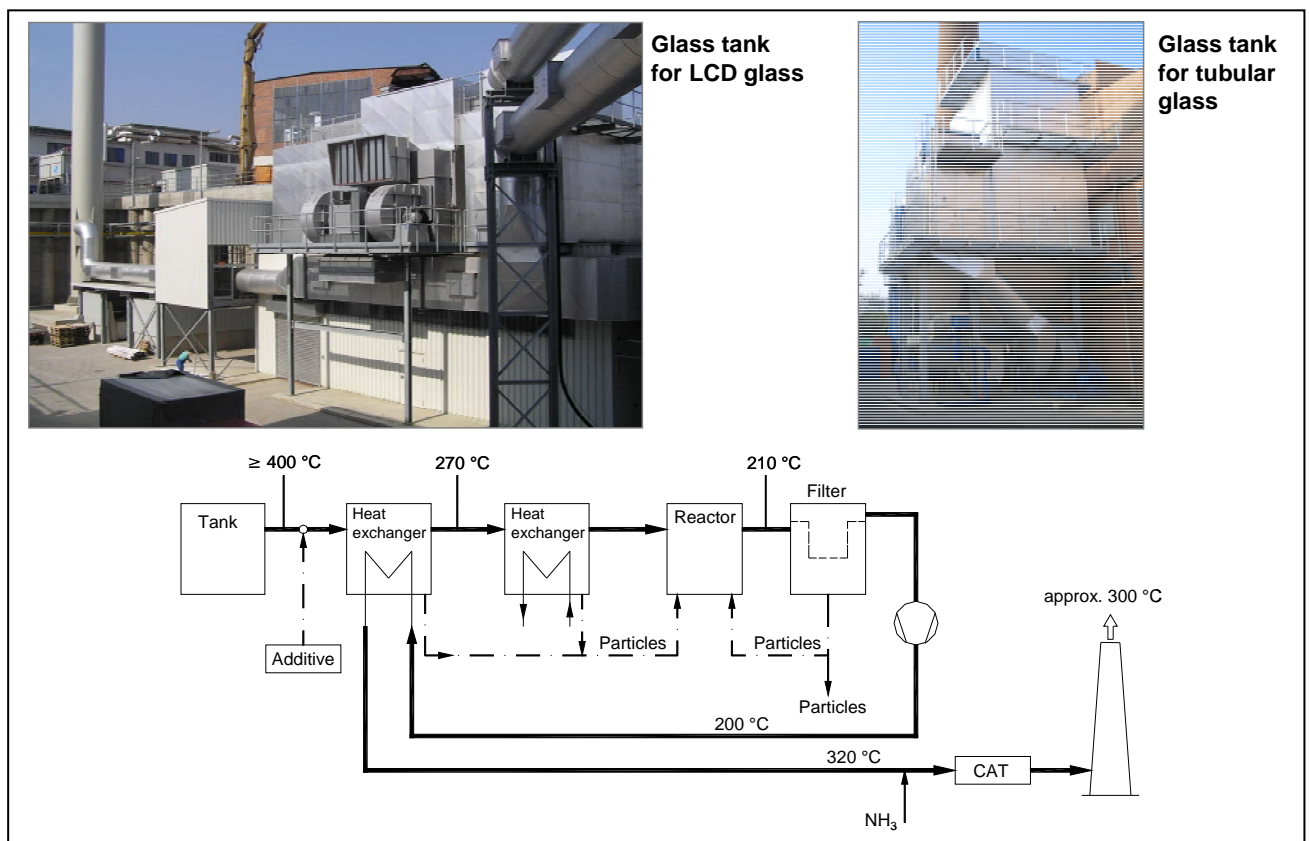 Glass tank
for LCD glass
Glass tank
for tubular
glass
≥ 400 °C
270 °C
210 °C
Filter
Tank
Heat
exchanger
Heat
exchanger
Reactor
approx. 300 °C
Additive
Particles
Particles
Particles
200 °C
320 °C
CAT
NH₃